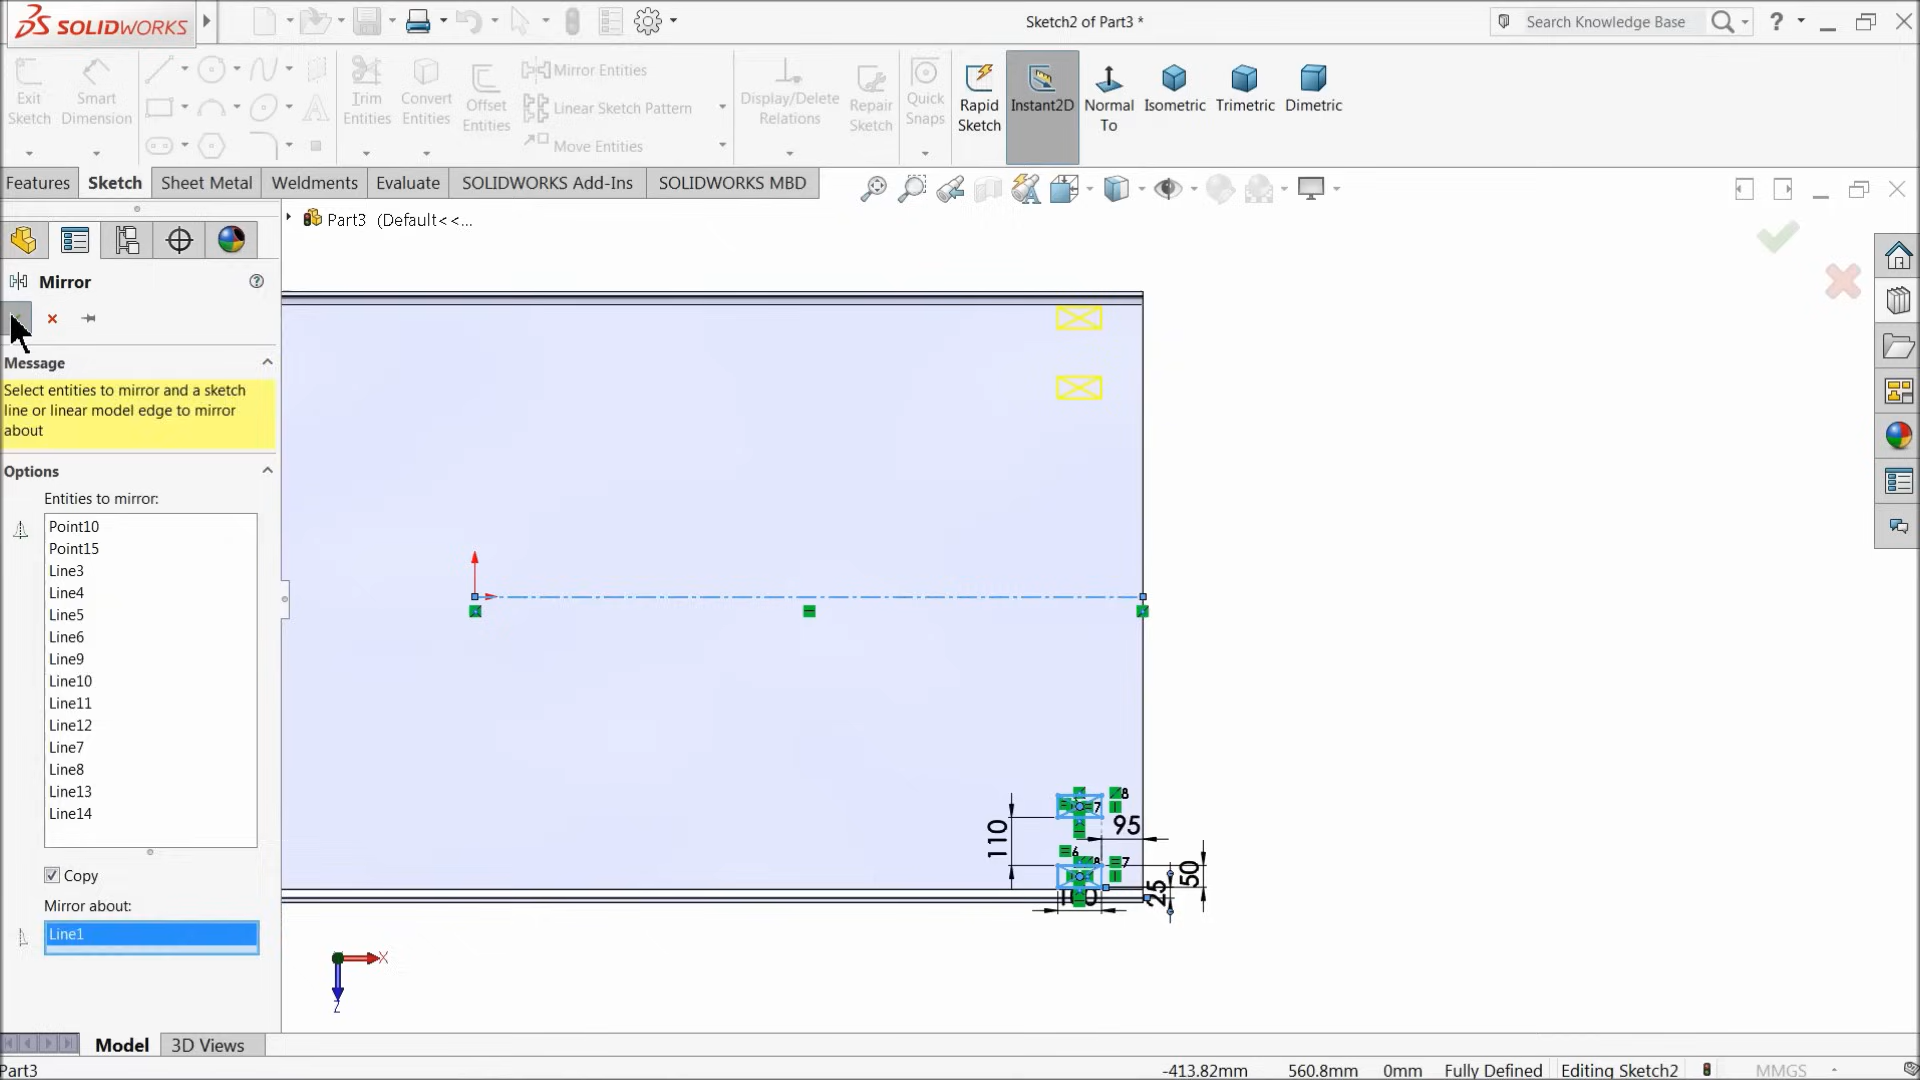 SOLIDWORKS
Sketch2 of Part3 *
Search Knowledge Base
?
Exit Sketch
Smart Dimension
Trim Entities
Convert Entities
Offset Entities
Mirror Entities
Linear Sketch Pattern
Move Entities
Display/Delete Relations
Repair Sketch
Quick Snaps
Rapid Sketch
Instant2D
Normal To
Isometric
Trimetric
Dimetric
Features
Sketch
Sheet Metal
Weldments
Evaluate
SOLIDWORKS Add-Ins
SOLIDWORKS MBD
Part3 (Default<<...
Mirror
?
Message
Select entities to mirror and a sketch
line or linear model edge to mirror
about
Options
Entities to mirror:
Point10
Point15
Line3
Line4
Line5
Line6
Line9
Line10
Line11
Line12
Line7
Line8
Line13
Line14
Copy
Mirror about:
Line1
110
95
50
25
8
7
6
8
7
X
Z
Model
3D Views
Part3
-413.82mm
560.8mm
0mm
Fully Defined
Editing Sketch2
MMGS